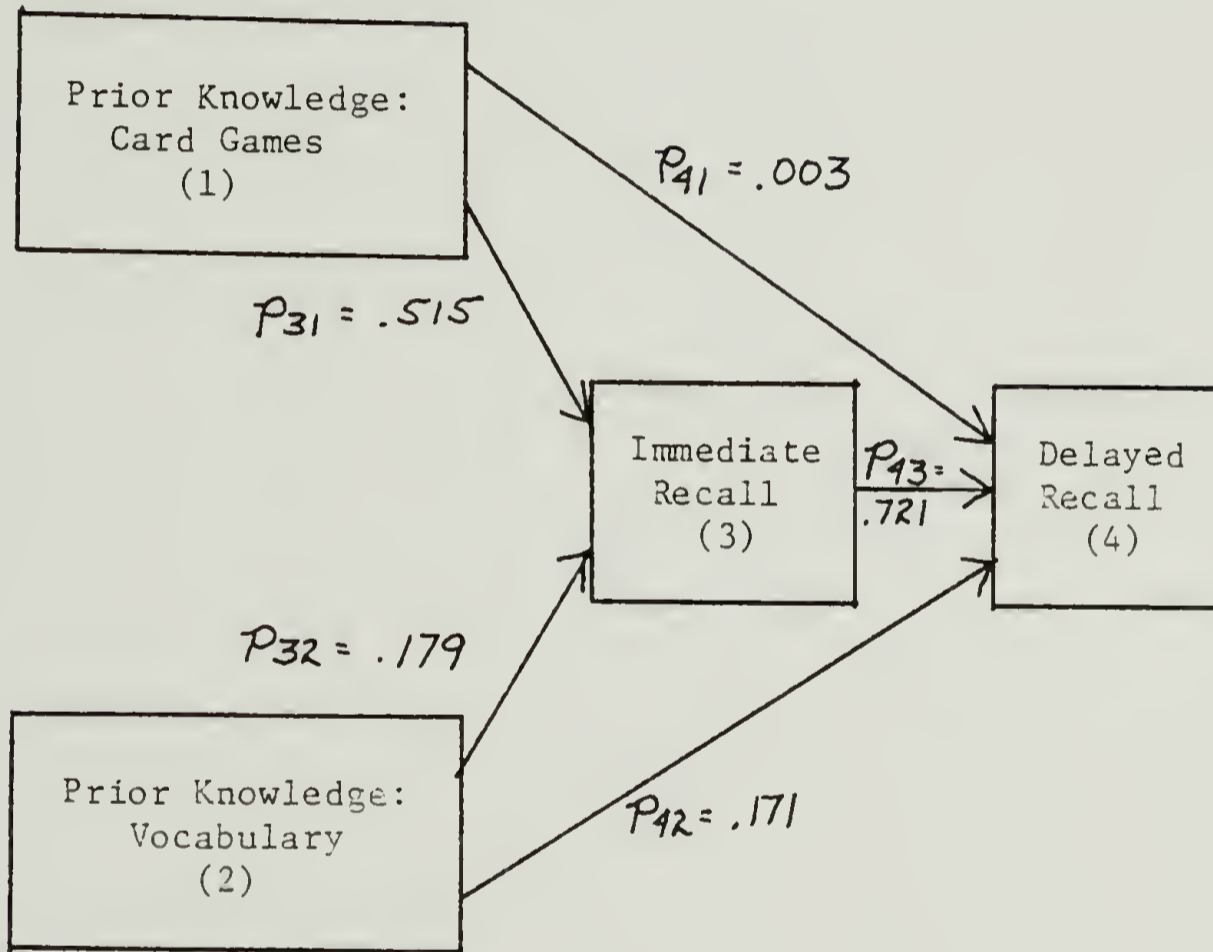 Prior Knowledge:
Card Games
(1)
P41 = .003
P31 = .515
Immediate
Recall
(3)
P43=
.721
Delayed
Recall
(4)
P32 = .179
Prior Knowledge:
Vocabulary
(2)
P42= .171